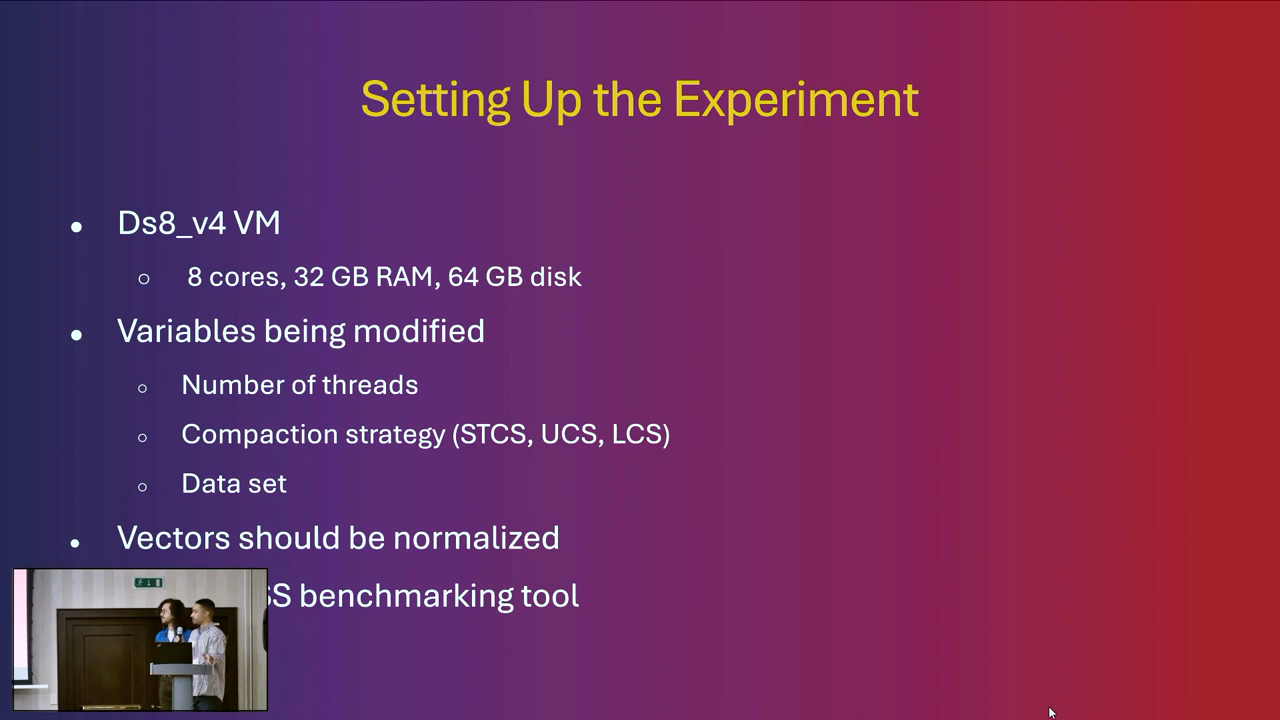 Setting Up the Experiment
Ds8_v4 VM
8 cores, 32 GB RAM, 64 GB disk
Variables being modified
Number of threads
Compaction strategy (STCS, UCS, LCS)
Data set
Vectors should be normalized
benchmarking tool